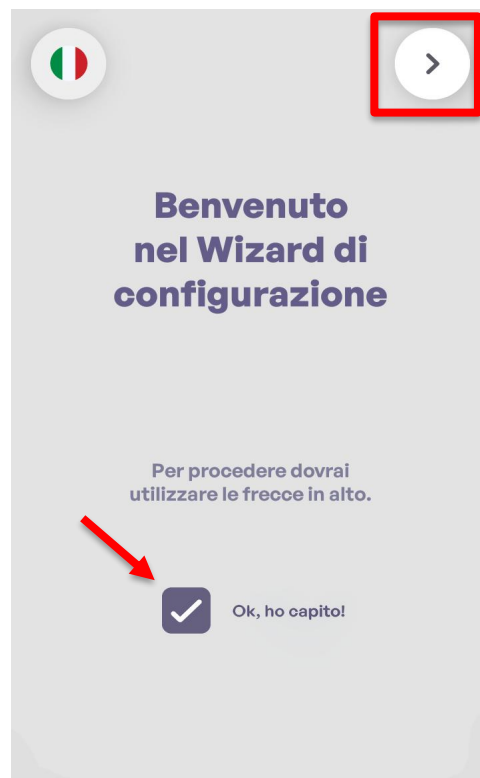 Benvenuto
nel Wizard di
configurazione
Per procedere dovrai
utilizzare le frecce in alto.
Ok, ho capito!